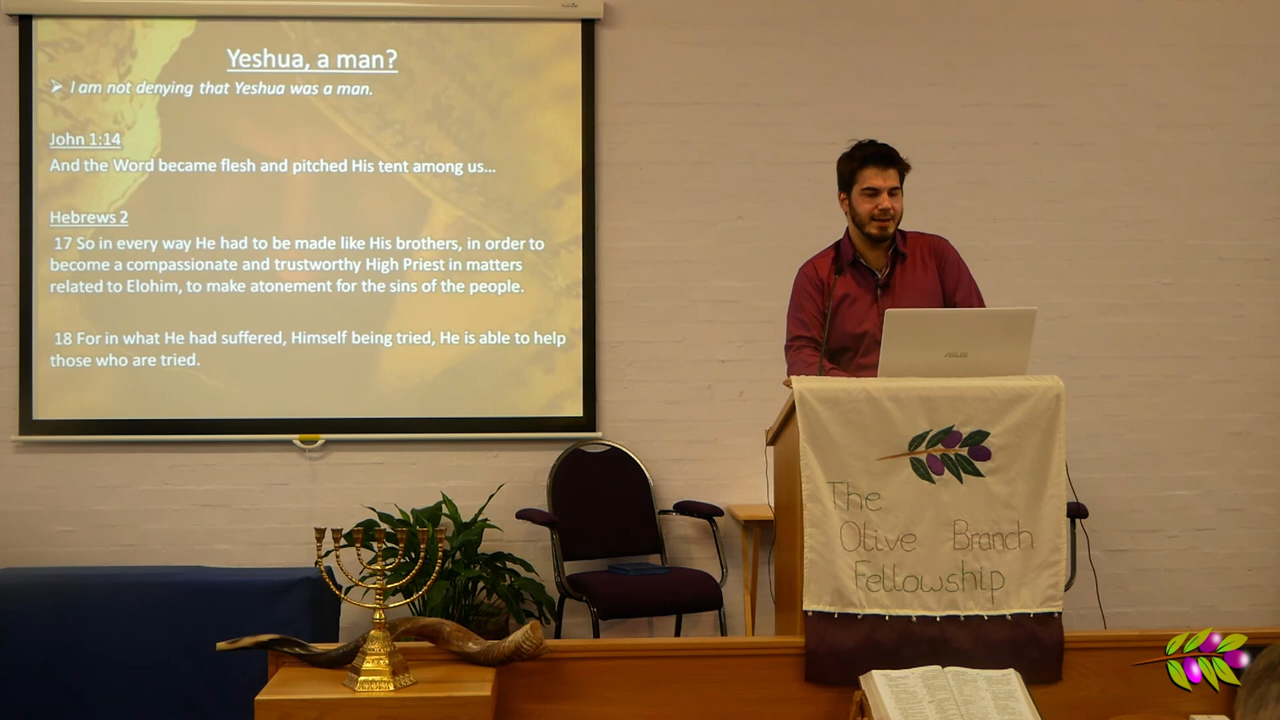 Yeshua, a man?
➢ I am not denying that Yeshua was a man.
John 1:14
And the Word became flesh and pitched His tent among us...
Hebrews 2
17 So in every way He had to be made like His brothers, in order to
become a compassionate and trustworthy High Priest in matters
related to Elohim, to make atonement for the sins of the people.
18 For in what He had suffered, Himself being tried, He is able to help
those who are tried.
ASUS
The
Olive Branch
Fellowship